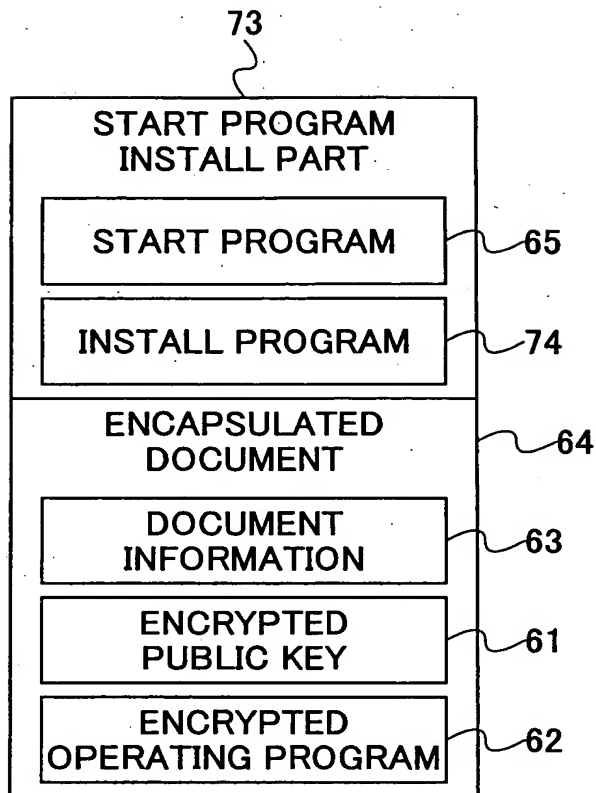 73
START PROGRAM
INSTALL PART
START PROGRAM
65
INSTALL PROGRAM
74
ENCAPSULATED
DOCUMENT
64
DOCUMENT
INFORMATION
63
ENCRYPTED
PUBLIC KEY
61
ENCRYPTED
OPERATING PROGRAM
62